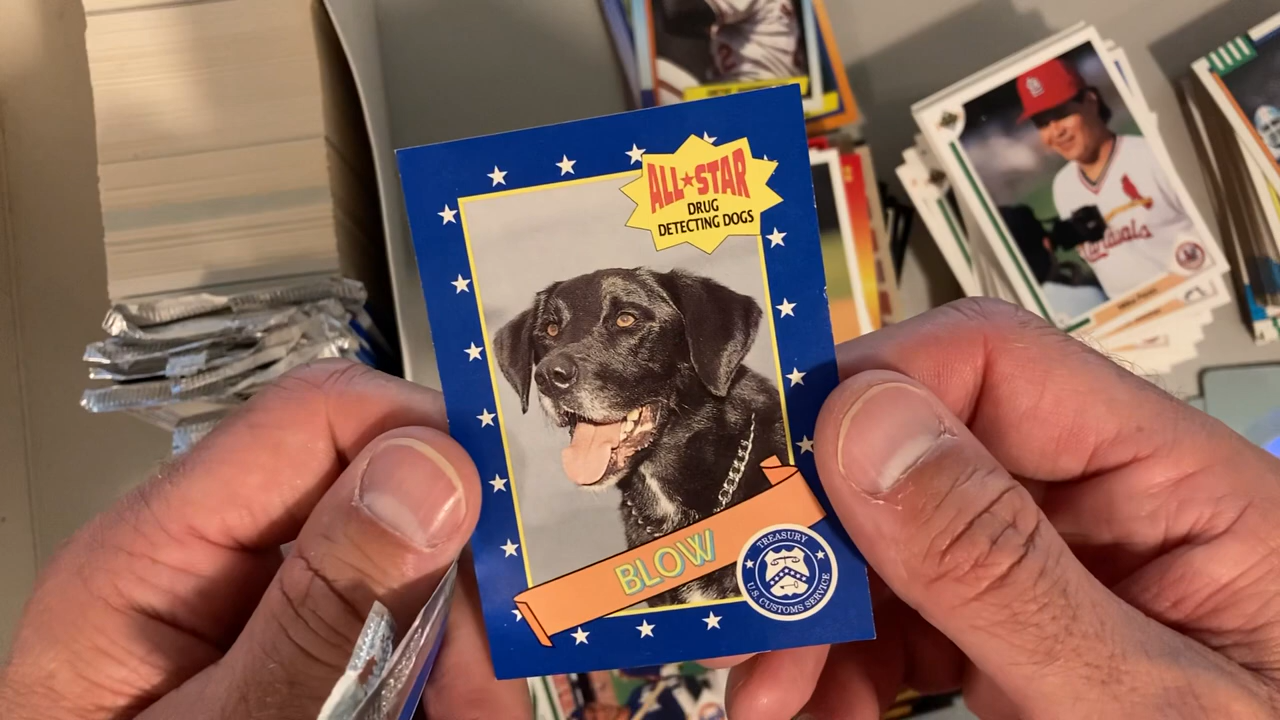 ALL★STAR
DRUG
DETECTING DOGS
BLOW
TREASURY
U.S. CUSTOMS SERVICE
Cardinals